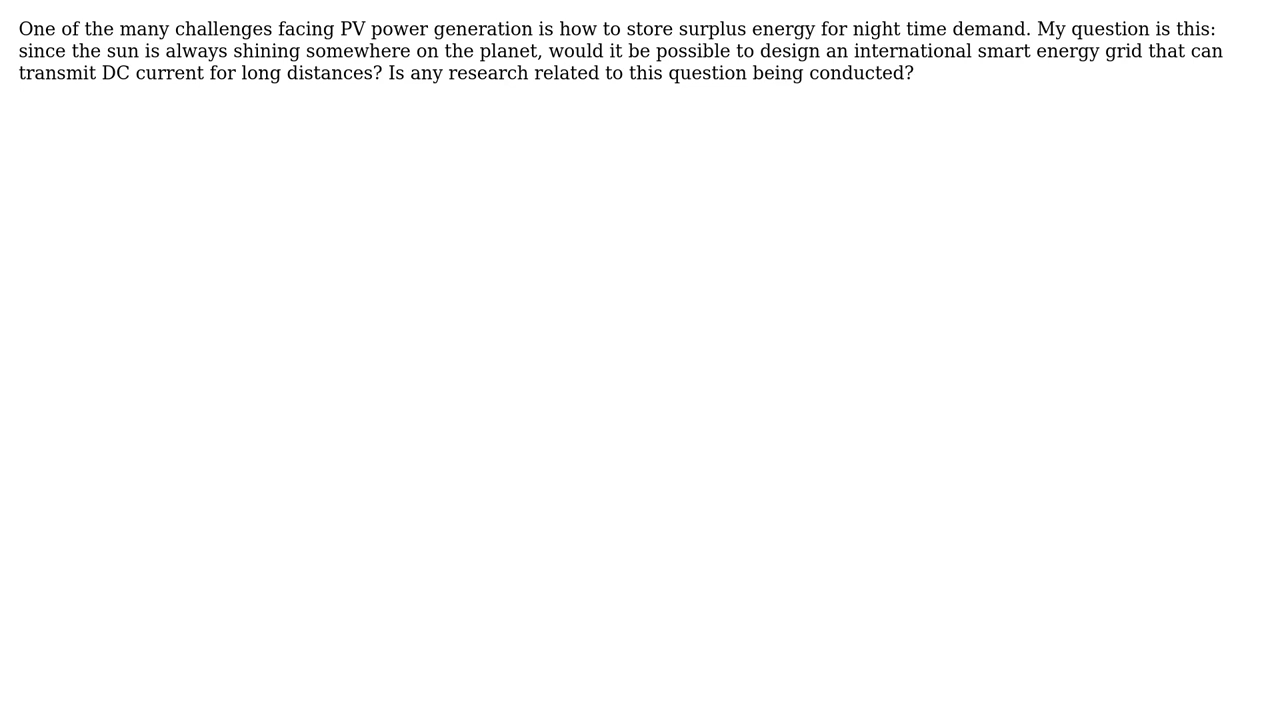 One of the many challenges facing PV power generation is how to store surplus energy for night time demand. My question is this:
since the sun is always shining somewhere on the planet, would it be possible to design an international smart energy grid that can
transmit DC current for long distances? Is any research related to this question being conducted?